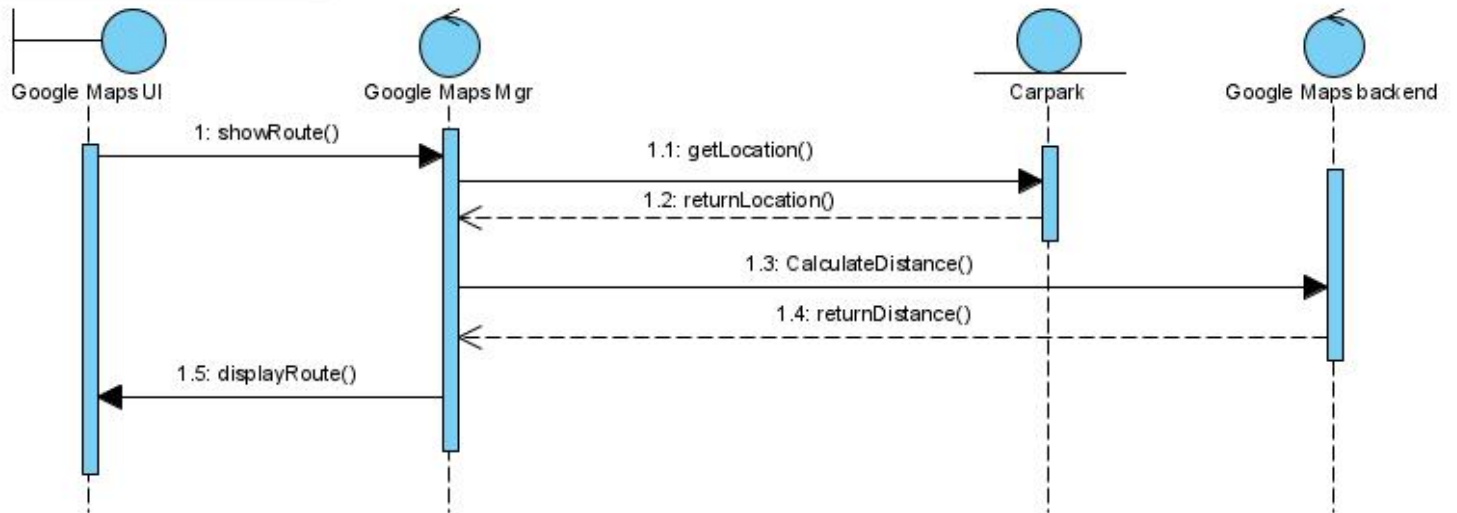 Google Maps UI
Google Maps Mgr
Carpark
Google Maps backend
1: showRoute()
1.1: getLocation()
1.2: returnLocation()
1.3: CalculateDistance()
1.4: returnDistance()
1.5: displayRoute()